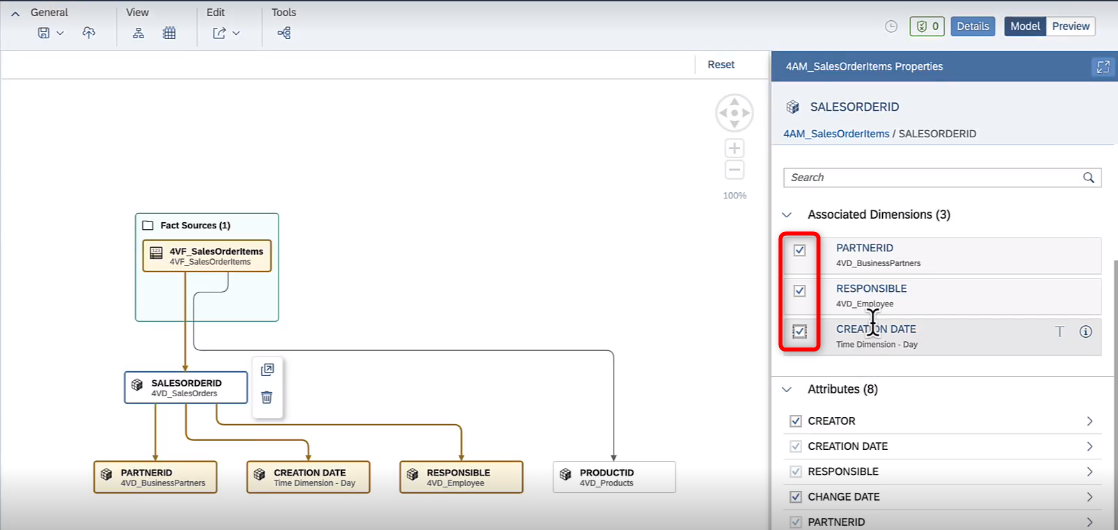 General
View
Edit
Tools
0
Details
Model
Preview
Reset
4AM_SalesOrderItems Properties
SALESORDERID
4AM_SalesOrderItems / SALESORDERID
Search
100%
Fact Sources (1)
4VF_SalesOrderItems
4VF_SalesOrderItems
SALESORDERID
4VD_SalesOrders
PARTNERID
4VD_BusinessPartners
CREATION DATE
Time Dimension - Day
RESPONSIBLE
4VD_Employee
PRODUCTID
4VD_Products
Associated Dimensions (3)
PARTNERID
4VD_BusinessPartners
RESPONSIBLE
4VD_Employee
CREATION DATE
Time Dimension - Day
Attributes (8)
CREATOR
CREATION DATE
RESPONSIBLE
CHANGE DATE
PARTNERID